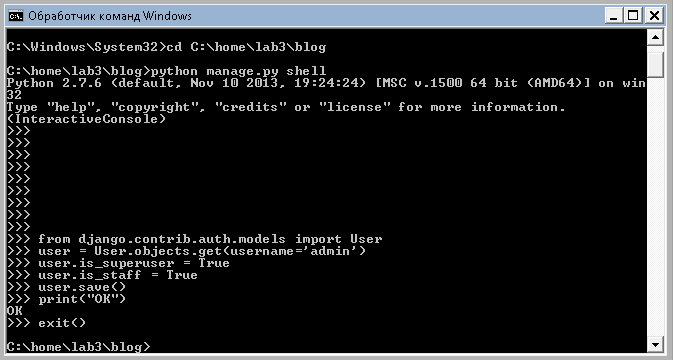 Обработчик команд Windows
C:\Windows\System32>cd C:\home\lab3\blog
C:\home\lab3\blog>python manage.py shell
Python 2.7.6 (default, Nov 10 2013, 19:24:24) [MSC v.1500 64 bit (AMD64)] on win
32
Type "help", "copyright", "credits" or "license" for more information.
(InteractiveConsole)
>>>
>>>
>>>
>>>
>>>
>>>
>>>
>>>
>>>
>>> from django.contrib.auth.models import User
>>> user = User.objects.get(username='admin')
>>> user.is_superuser = True
>>> user.is_staff = True
>>> user.save()
>>> print("OK")
OK
>>> exit()
C:\home\lab3\blog>